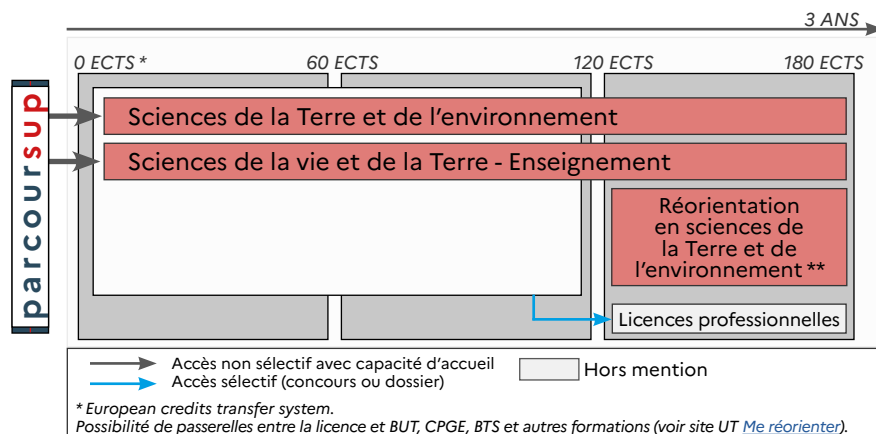 3 ANS
0 ECTS *
60 ECTS
120 ECTS
180 ECTS
parcoursup
Sciences de la Terre et de l'environnement
Sciences de la vie et de la Terre - Enseignement
Réorientation
en sciences de
la Terre et de
l'environnement **
Licences professionnelles
Accès non sélectif avec capacité d'accueil
Accès sélectif (concours ou dossier)
Hors mention
* European credits transfer system.
Possibilité de passerelles entre la licence et BUT, CPGE, BTS et autres formations (voir site UT Me réorienter).